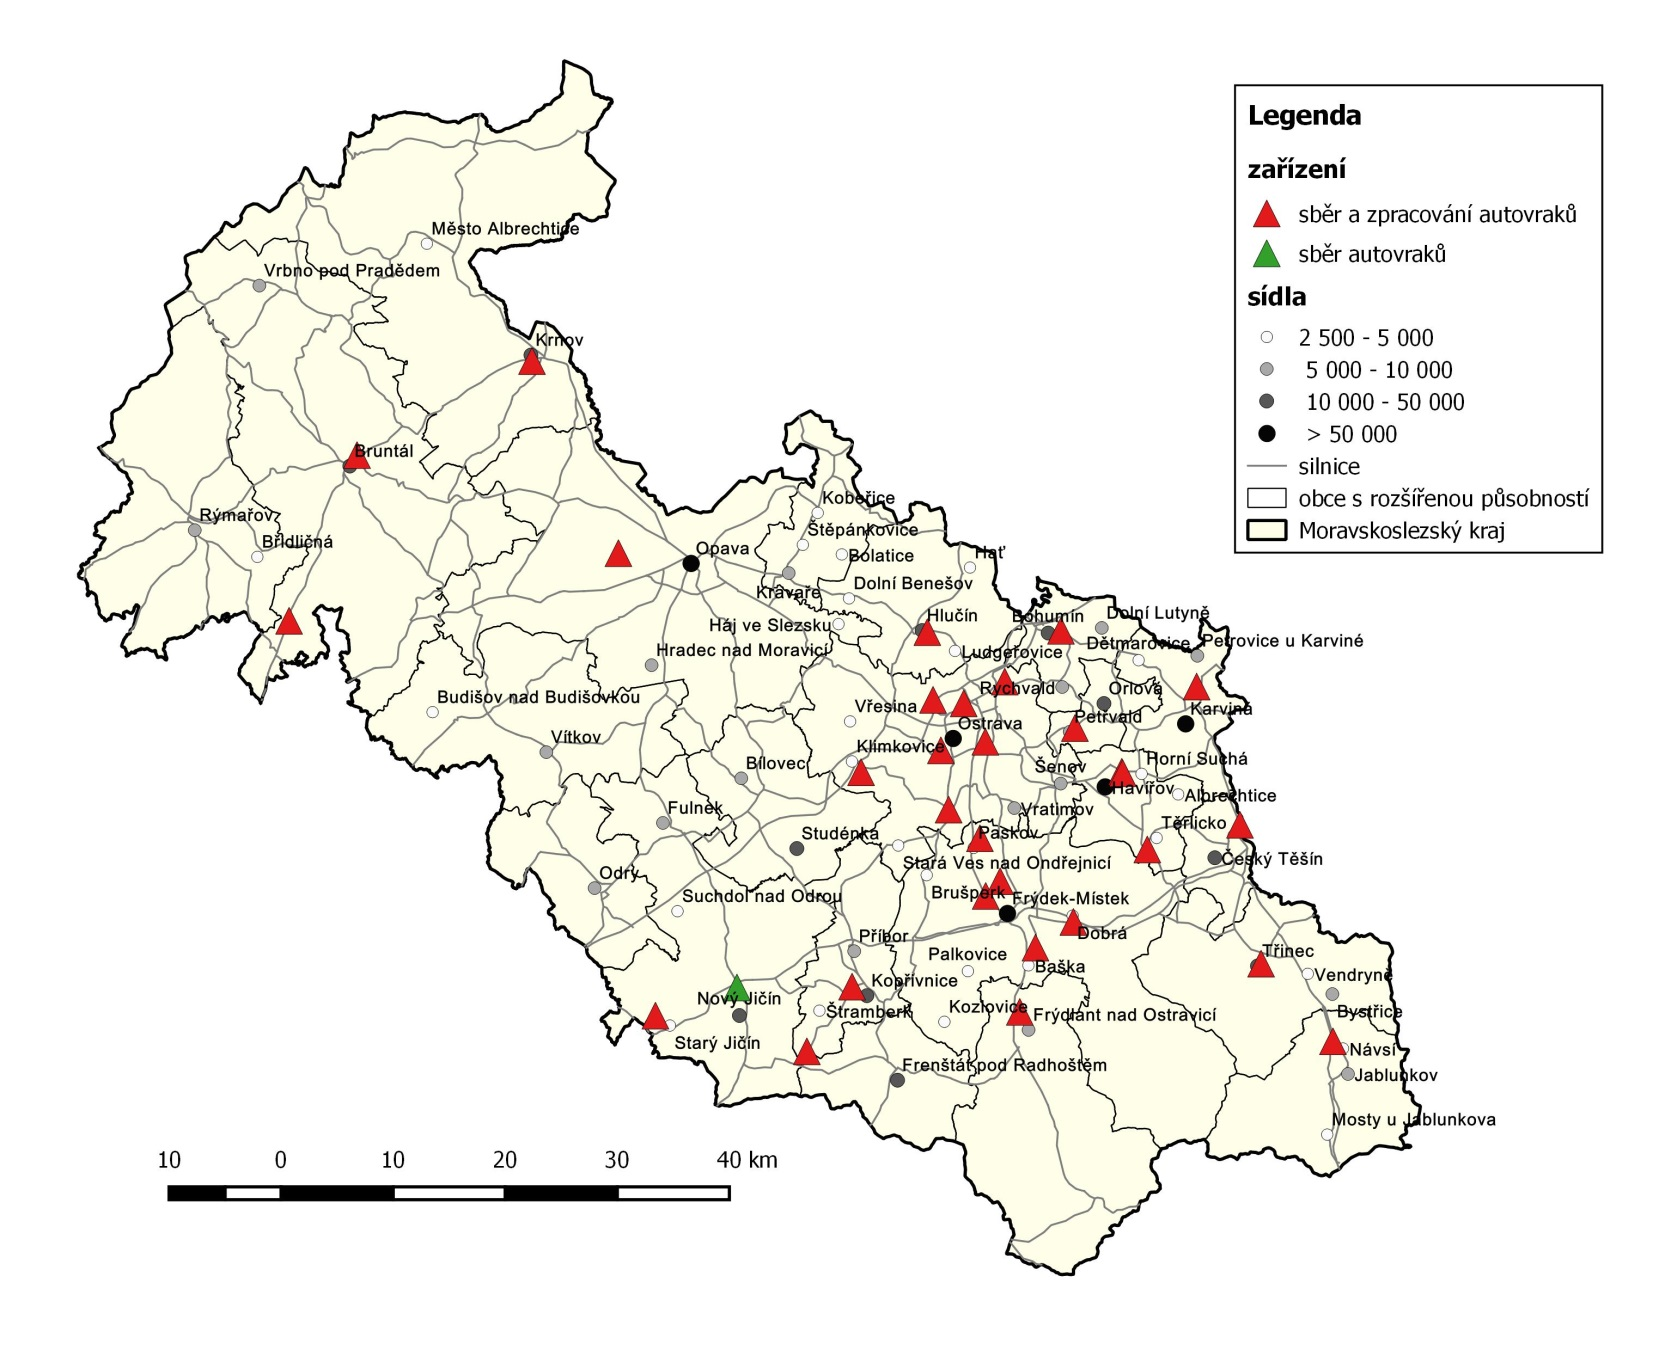 Legenda
zařízení
sběr a zpracování autovraků
sběr autovraků
sídla
2 500 - 5 000
5 000 - 10 000
10 000 - 50 000
> 50 000
silnice
obce s rozšířenou působností
Moravskoslezský kraj
Město Albrechtice
Vrbno pod Pradědem
Krnov
Bruntál
Rýmařov
Břidličná
Opava
Kobeřice
Štěpánkovice
Bolatice
Hať
Dolní Benešov
Kravaře
Háj ve Slezsku
Hlučín
Bohumín
Dolní Lutyně
Hradec nad Moravicí
Ludgeřovice
Dětmarovice
Petrovice u Karviné
Budišov nad Budišovkou
Rychvald
Orlová
Vřesina
Karviná
Petřvald
Ostrava
Vítkov
Klimkovice
Bílovec
Šenov
Horní Suchá
Havířov
Albrechtice
Fulnek
Vratimov
Těrlicko
Studénka
Paskov
Stará Ves nad Ondřejnicí
Český Těšín
Odry
Suchdol nad Odrou
Brušperk
Frýdek-Místek
Příbor
Dobrá
Palkovice
Baška
Třinec
Vendryně
Kopřivnice
Nový Jičín
Štramberk
Kozlovice
Frýdlant nad Ostravicí
Bystřice
Starý Jičín
Návsí
Frenštát pod Radhoštěm
Jablunkov
Mosty u Jablunkova
10 0 10 20 30 40 km